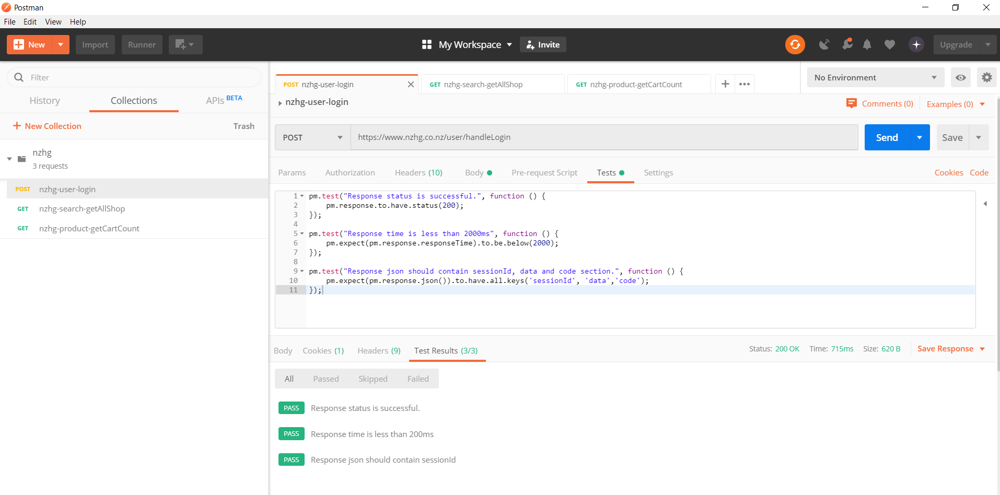 Postman
File Edit View Help
New Import Runner My Workspace Invite Upgrade
Filter
History Collections APIs BETA
New Collection Trash
nzhg
3 requests
POST nzhg-user-login
GET nzhg-search-getAllShop
GET nzhg-product-getCartCount
POST nzhg-user-login GET nzhg-search-getAllShop GET nzhg-product-getCartCount No Environment
nzhg-user-login Comments (0) Examples (0)
POST https://www.nzhg.co.nz/user/handleLogin Send Save
Params Authorization Headers (10) Body Pre-request Script Tests Settings Cookies Code
1 pm.test("Response status is successful.", function () {
2 pm.response.to.have.status(200);
3 });
4
5 pm.test("Response time is less than 2000ms", function () {
6 pm.expect(pm.response.responseTime).to.be.below(2000);
7 });
8
9 pm.test("Response json should contain sessionId, data and code section.", function () {
10 pm.expect(pm.response.json()).to.have.all.keys('sessionId', 'data','code');
11 });
Body Cookies (1) Headers (9) Test Results (3/3) Status: 200 OK Time: 715ms Size: 620 B Save Response
All Passed Skipped Failed
PASS Response status is successful.
PASS Response time is less than 200ms
PASS Response json should contain sessionId